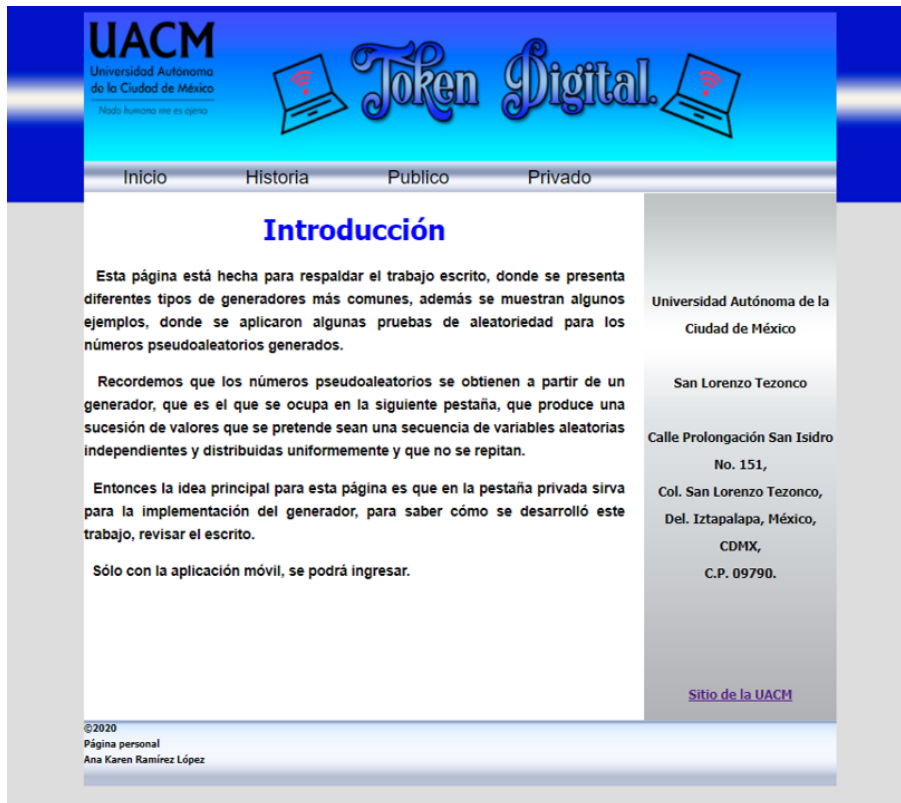 UACM
Universidad Autónoma
de la Ciudad de México
Nada humano me es ajeno
Token Digital.
Inicio Historia Publico Privado
Introducción
Esta página está hecha para respaldar el trabajo escrito, donde se presenta
diferentes tipos de generadores más comunes, además se muestran algunos
ejemplos, donde se aplicaron algunas pruebas de aleatoriedad para los
números pseudoaleatorios generados.
Recordemos que los números pseudoaleatorios se obtienen a partir de un
generador, que es el que se ocupa en la siguiente pestaña, que produce una
sucesión de valores que se pretende sean una secuencia de variables aleatorias
independientes y distribuidas uniformemente y que no se repitan.
Entonces la idea principal para esta página es que en la pestaña privada sirva
para la implementación del generador, para saber cómo se desarrolló este
trabajo, revisar el escrito.
Sólo con la aplicación móvil, se podrá ingresar.
Universidad Autónoma de la
Ciudad de México
San Lorenzo Tezonco
Calle Prolongación San Isidro
No. 151,
Col. San Lorenzo Tezonco,
Del. Iztapalapa, México,
CDMX,
C.P. 09790.
Sitio de la UACM
©2020
Página personal
Ana Karen Ramírez López